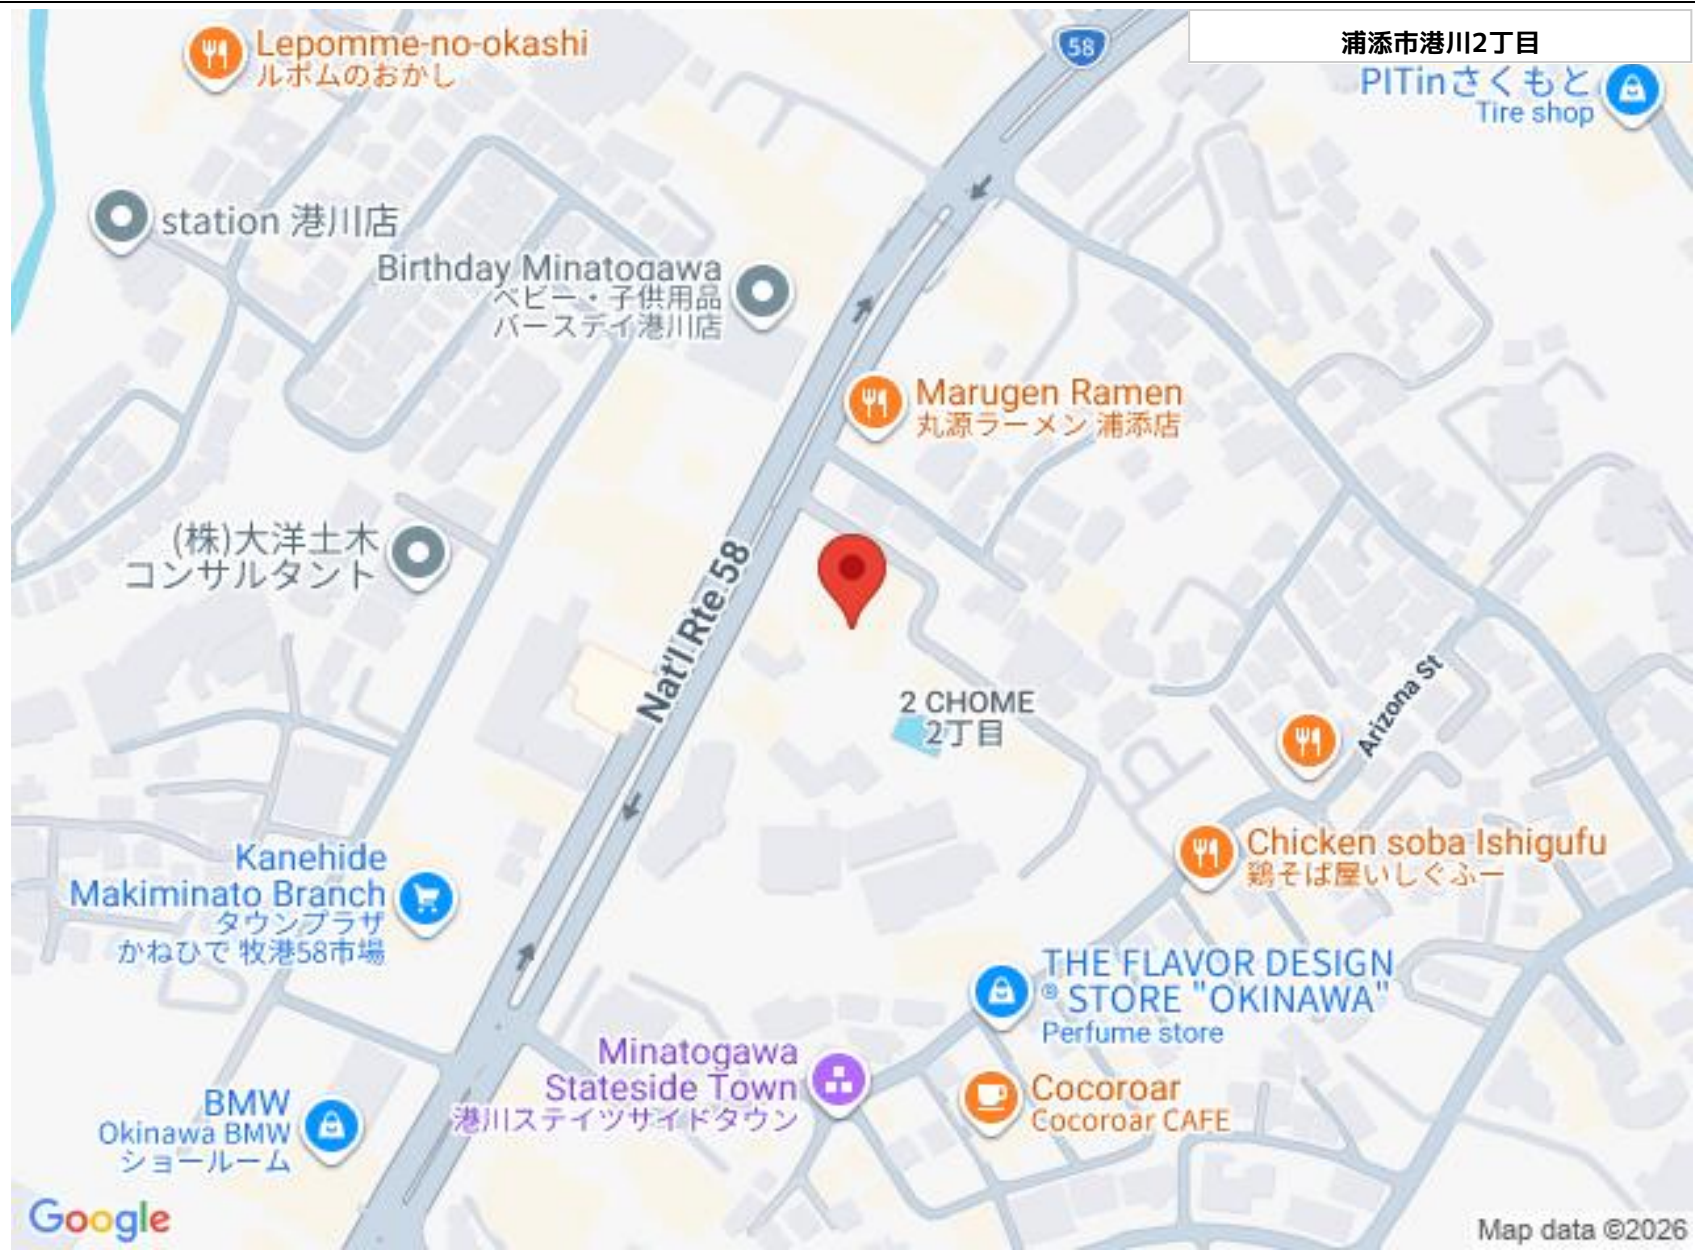 浦添市港川2丁目
Lepomme-no-okashi
ルポムのおかし
58
PITinさくもと
Tire shop
station 港川店
Birthday Minatogawa
ベビー・子供用品
バースデイ港川店
Marugen Ramen
丸源ラーメン 浦添店
(株)大洋土木
コンサルタント
Nat'l Rte 58
2 CHOME
2丁目
Arizona St
Chicken soba Ishigufu
鶏そば屋いしぐふー
Kanehide
Makiminato Branch
タウンプラザ
かねひで 牧港58市場
THE FLAVOR DESIGN
® STORE "OKINAWA"
Perfume store
Minatogawa
Stateside Town
港川ステイツサイドタウン
Cocoroar
Cocoroar CAFE
BMW
Okinawa BMW
ショールーム
Google
Map data ©2026